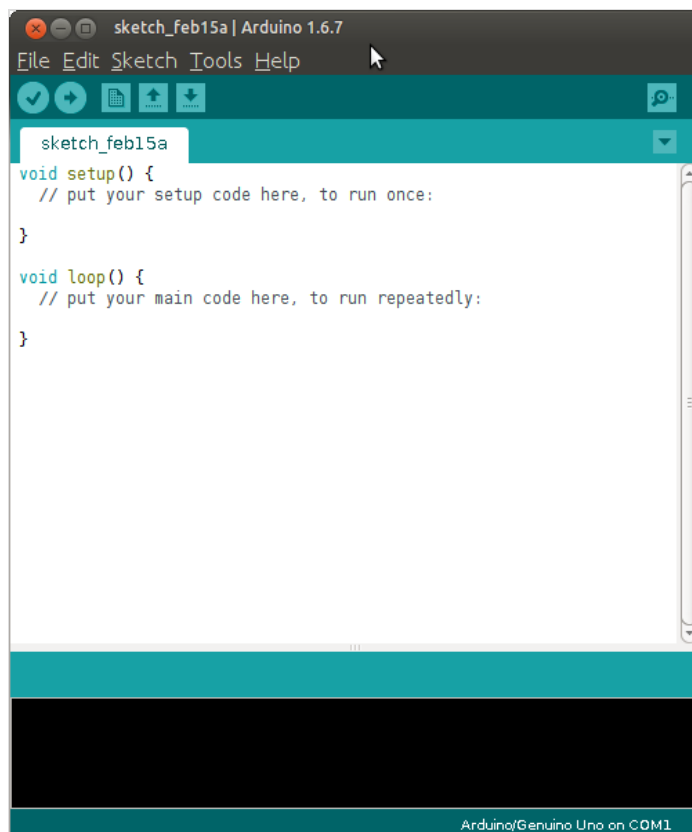 sketch_feb15a | Arduino 1.6.7
File Edit Sketch Tools Help
sketch_feb15a
void setup() {
  // put your setup code here, to run once:
}
void loop() {
  // put your main code here, to run repeatedly:
}
Arduino/Genuino Uno on COM1